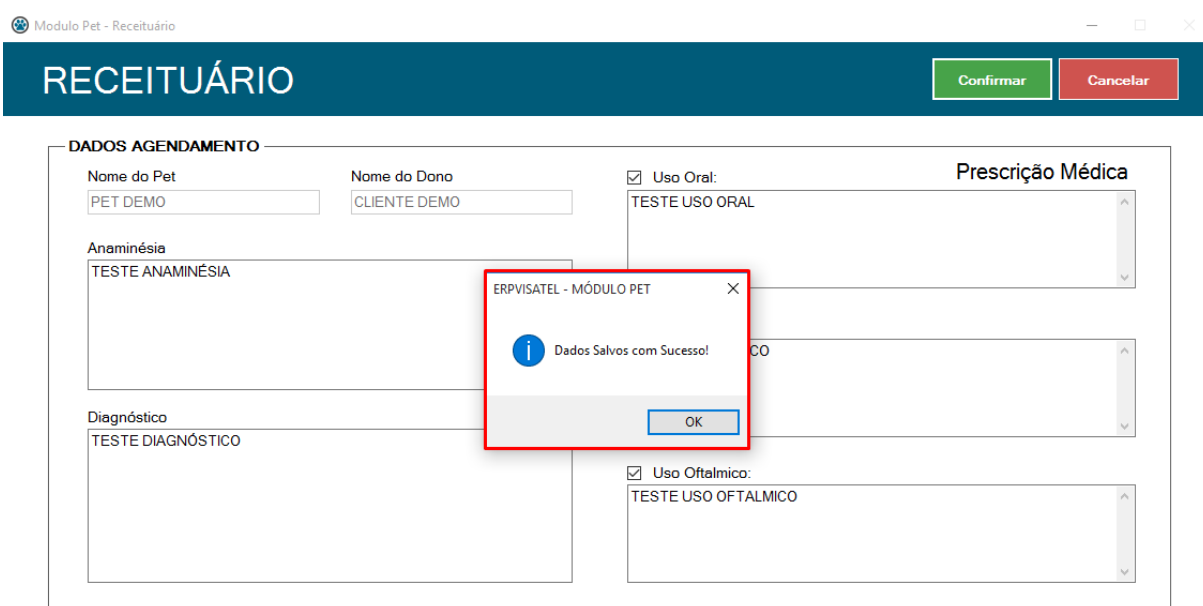 Modulo Pet - Receituário
RECEITUÁRIO
Confirmar
Cancelar
DADOS AGENDAMENTO
Nome do Pet
PET DEMO
Nome do Dono
CLIENTE DEMO
Anaminésia
TESTE ANAMINÉSIA
Diagnóstico
TESTE DIAGNÓSTICO
Prescrição Médica
Uso Oral:
TESTE USO ORAL
CO
Uso Oftalmico:
TESTE USO OFTALMICO
ERPVISATEL - MÓDULO PET
Dados Salvos com Sucesso!
OK